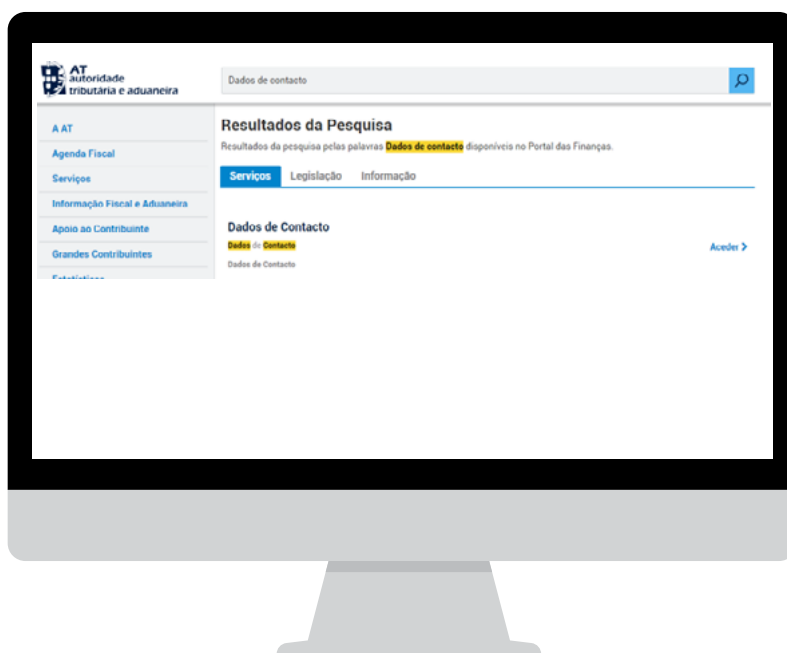 AT
autoridade
tributária e aduaneira
Dados de contacto
A AT
Agenda Fiscal
Serviços
Informação Fiscal e Aduaneira
Apoio ao Contribuinte
Grandes Contribuintes
Estatísticas
Resultados da Pesquisa
Resultados da pesquisa pelas palavras Dados de contacto disponíveis no Portal das Finanças.
Serviços Legislação Informação
Dados de Contacto
Dados de Contacto
Aceder >
Dados de Contacto